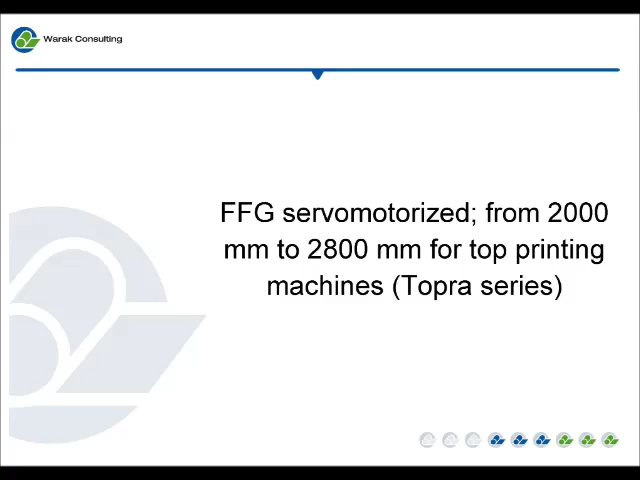 Warak Consulting
FFG servomotorized; from 2000
mm to 2800 mm for top printing
machines (Topra series)